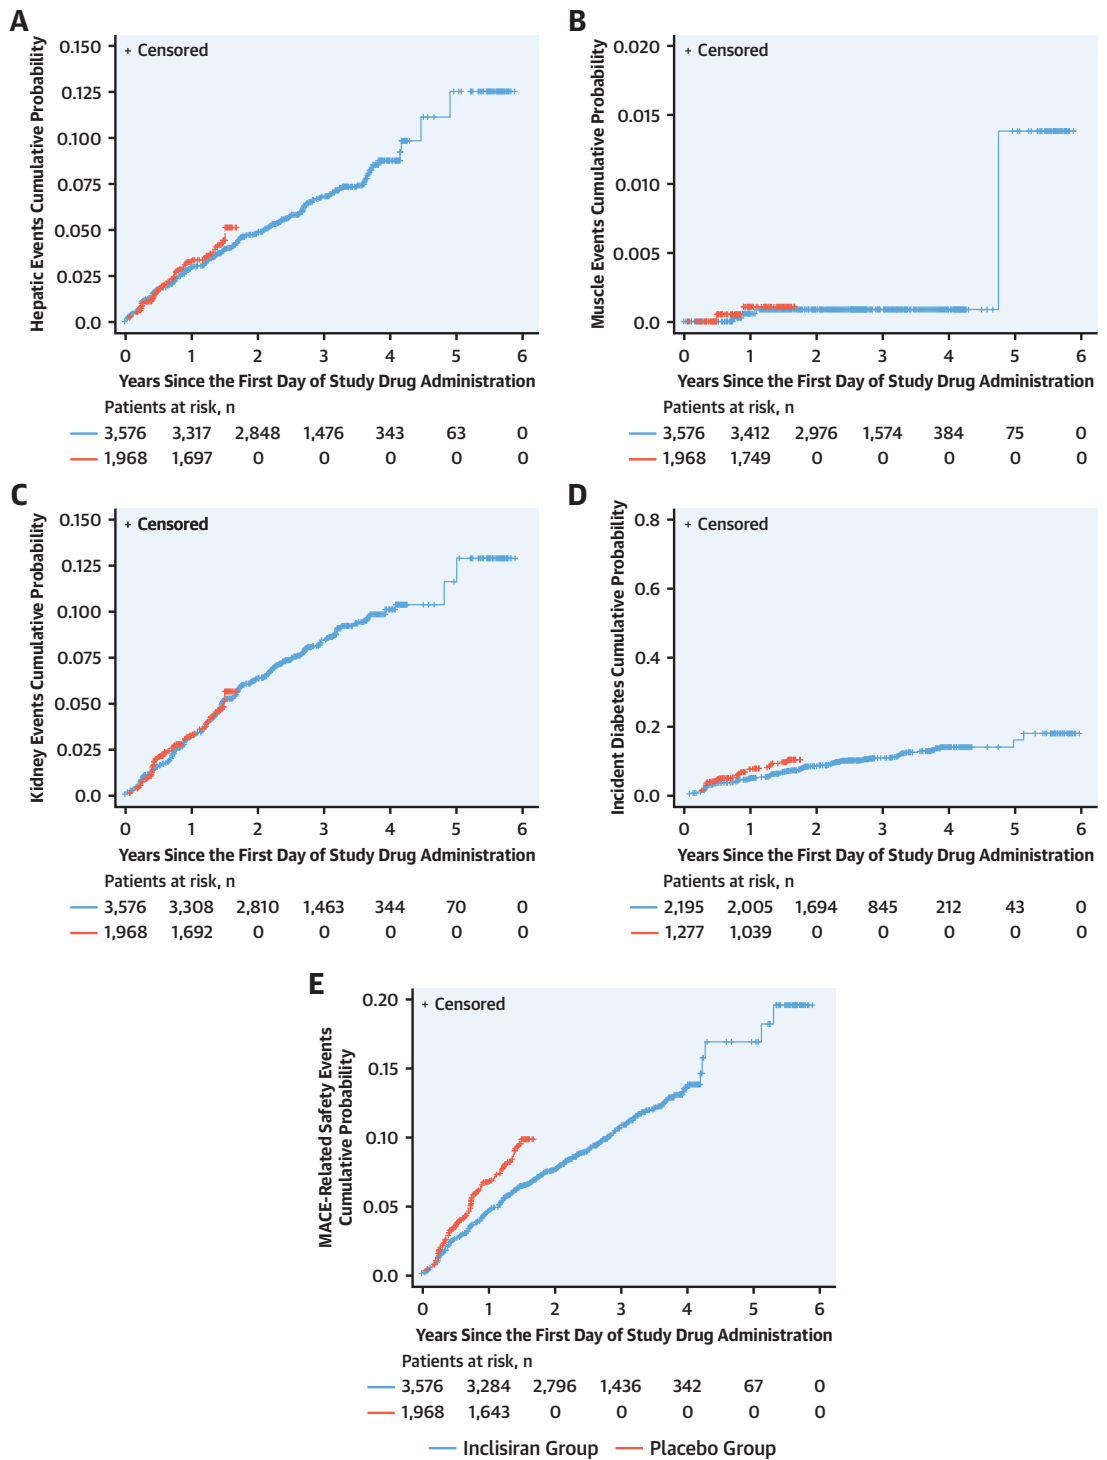 A
Hepatic Events Cumulative Probability
0.150
0.125
0.100
0.075
0.050
0.025
0.0
+ Censored
0 1 2 3 4 5 6
Years Since the First Day of Study Drug Administration
Patients at risk, n
3,576 3,317 2,848 1,476 343 63 0
1,968 1,697 0 0 0 0 0
B
Muscle Events Cumulative Probability
0.020
0.015
0.010
0.005
0.0
+ Censored
0 1 2 3 4 5 6
Years Since the First Day of Study Drug Administration
Patients at risk, n
3,576 3,412 2,976 1,574 384 75 0
1,968 1,749 0 0 0 0 0
C
Kidney Events Cumulative Probability
0.150
0.125
0.100
0.075
0.050
0.025
0.0
+ Censored
0 1 2 3 4 5 6
Years Since the First Day of Study Drug Administration
Patients at risk, n
3,576 3,308 2,810 1,463 344 70 0
1,968 1,692 0 0 0 0 0
D
Incident Diabetes Cumulative Probability
0.8
0.6
0.4
0.2
0.0
+ Censored
0 1 2 3 4 5 6
Years Since the First Day of Study Drug Administration
Patients at risk, n
2,195 2,005 1,694 845 212 43 0
1,277 1,039 0 0 0 0 0
E
MACE-Related Safety Events
Cumulative Probability
0.20
0.15
0.10
0.05
0.0
+ Censored
0 1 2 3 4 5 6
Years Since the First Day of Study Drug Administration
Patients at risk, n
3,576 3,284 2,796 1,436 342 67 0
1,968 1,643 0 0 0 0 0
Inclisiran Group Placebo Group